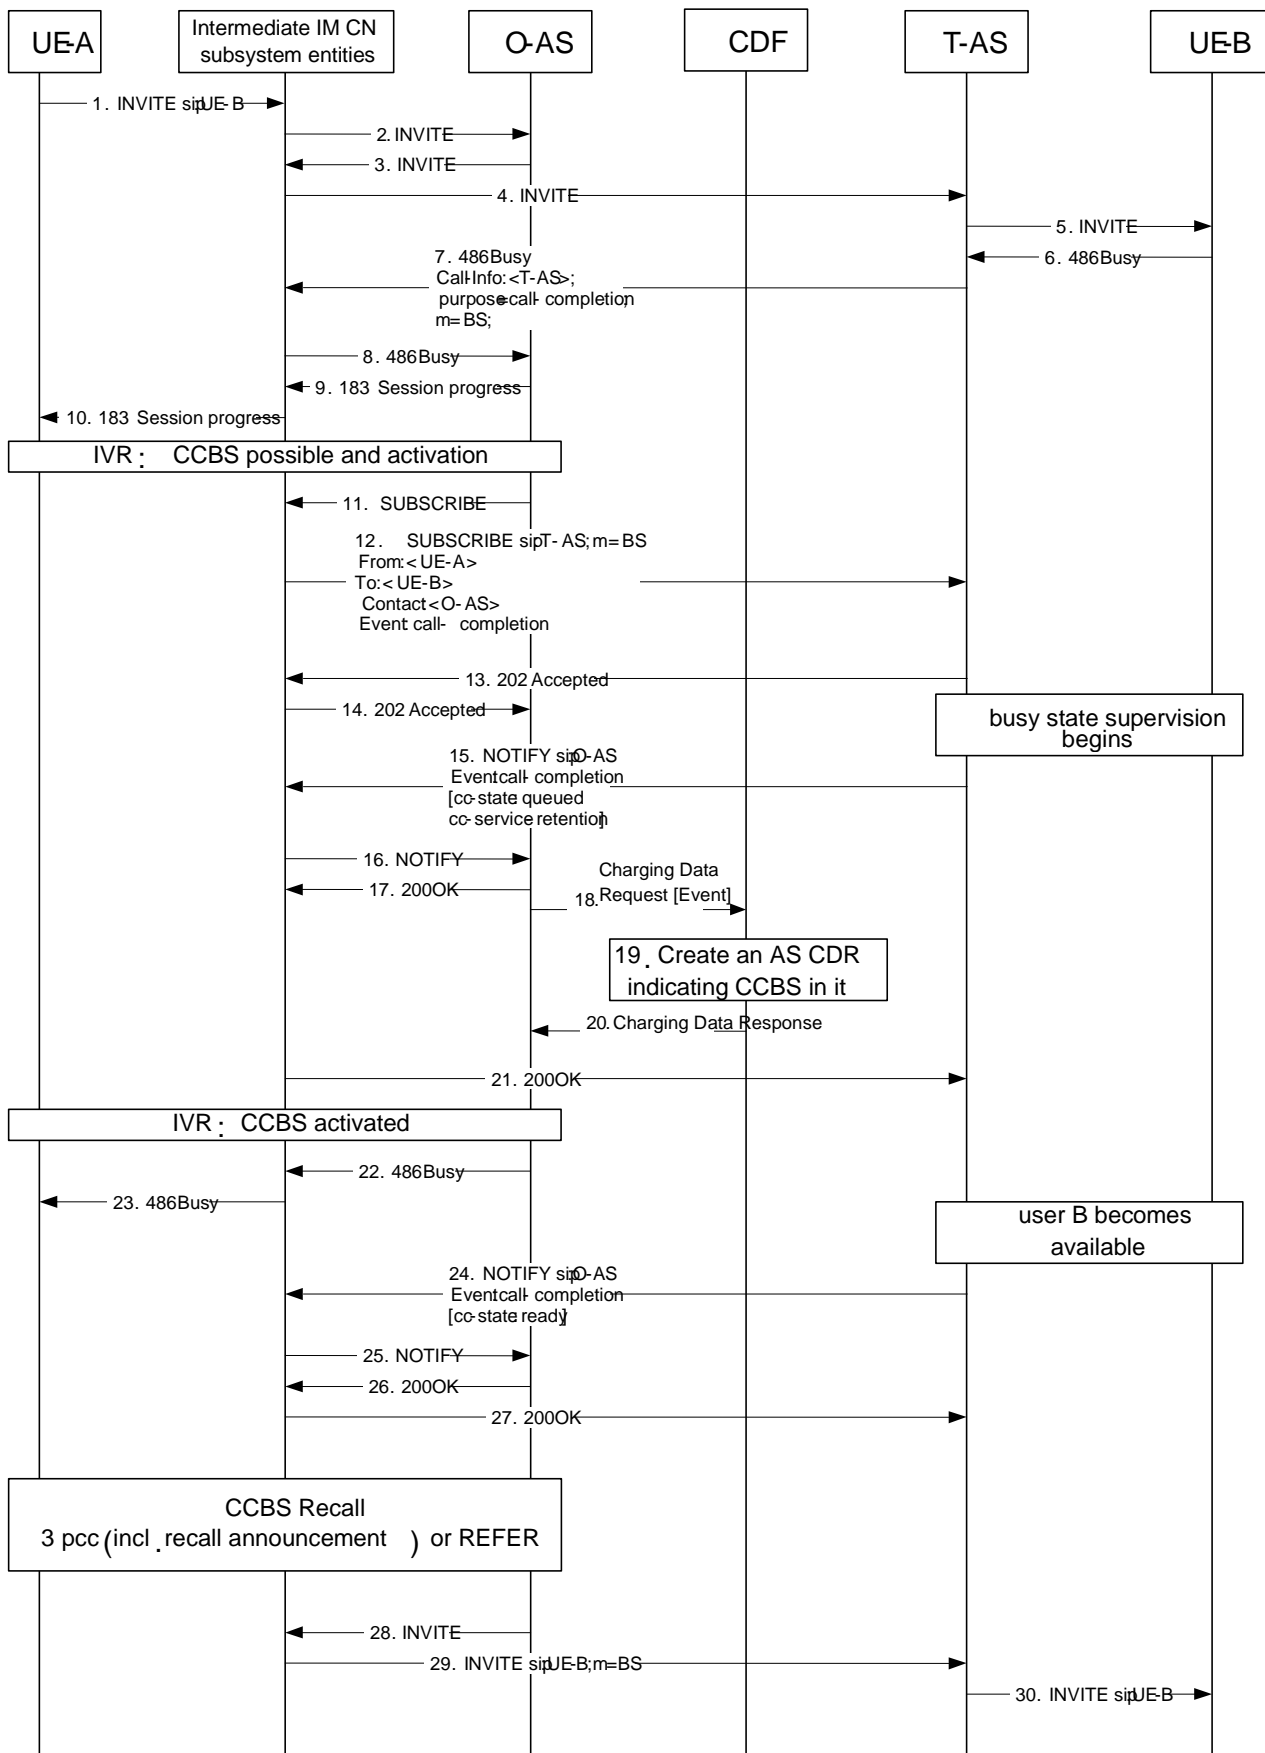 UE-A
Intermediate IM CN
subsystem entities
O-AS
CDF
T-AS
UE-B
1. INVITE sip:UE-B
2. INVITE
3. INVITE
4. INVITE
5. INVITE
6. 486 Busy
7. 486 Busy
Call-Info:<T-AS>;
purpose=call-completion;
m=BS;
8. 486 Busy
9. 183 Session progress
10. 183 Session progress
IVR: CCBS possible and activation
11. SUBSCRIBE
12. SUBSCRIBE sip:T-AS;m=BS
From:<UE-A>
To:<UE-B>
Contact:<O-AS>
Event: call-completion
13. 202 Accepted
14. 202 Accepted
busy state supervision
begins
15. NOTIFY sip:O-AS
Event:call-completion
[cc-state: queued
cc-service retention]
16. NOTIFY
17. 200 OK
Charging Data
18. Request [Event]
19. Create an AS CDR
indicating CCBS in it
20. Charging Data Response
21. 200 OK
IVR: CCBS activated
22. 486 Busy
23. 486 Busy
user B becomes
available
24. NOTIFY sip:O-AS
Event:call-completion
[cc-state: ready]
25. NOTIFY
26. 200 OK
27. 200 OK
CCBS Recall
3 pcc (incl. recall announcement) or REFER
28. INVITE
29. INVITE sip:UE-B;m=BS
30. INVITE sip:UE-B